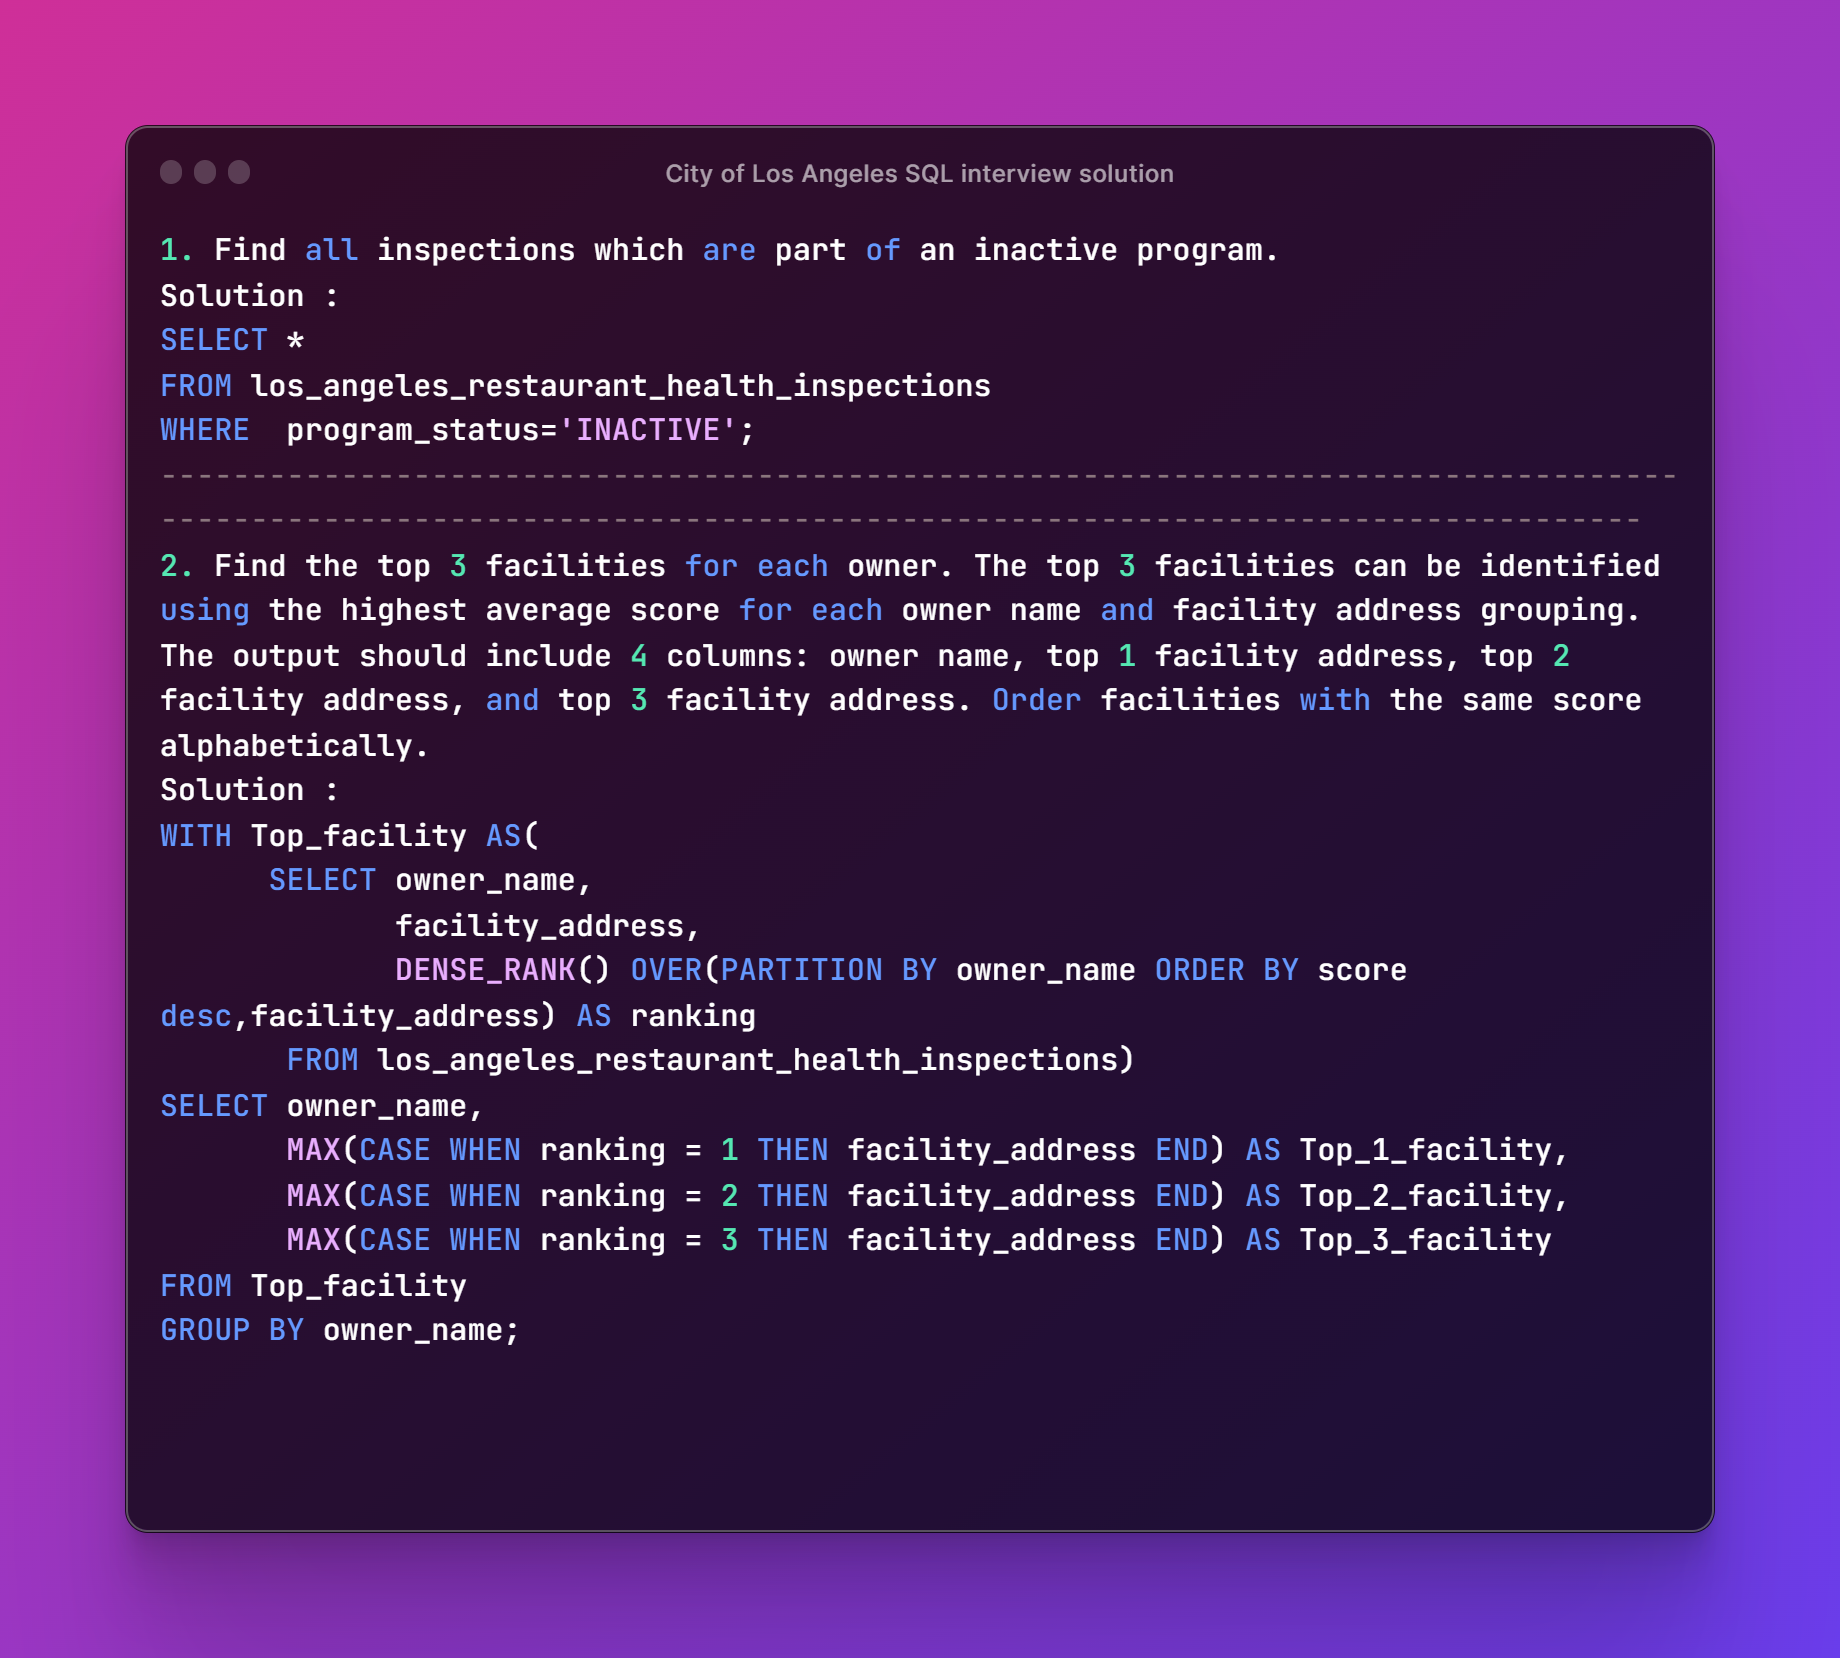 City of Los Angeles SQL interview solution
1. Find all inspections which are part of an inactive program.
Solution :
SELECT *
FROM los_angeles_restaurant_health_inspections
WHERE  program_status='INACTIVE';
------------------------------------------------------------------------------------
----------------------------------------------------------------------------------
2. Find the top 3 facilities for each owner. The top 3 facilities can be identified
using the highest average score for each owner name and facility address grouping.
The output should include 4 columns: owner name, top 1 facility address, top 2
facility address, and top 3 facility address. Order facilities with the same score
alphabetically.
Solution :
WITH Top_facility AS(
      SELECT owner_name,
             facility_address,
             DENSE_RANK() OVER(PARTITION BY owner_name ORDER BY score
desc,facility_address) AS ranking
       FROM los_angeles_restaurant_health_inspections)
SELECT owner_name,
       MAX(CASE WHEN ranking = 1 THEN facility_address END) AS Top_1_facility,
       MAX(CASE WHEN ranking = 2 THEN facility_address END) AS Top_2_facility,
       MAX(CASE WHEN ranking = 3 THEN facility_address END) AS Top_3_facility
FROM Top_facility
GROUP BY owner_name;